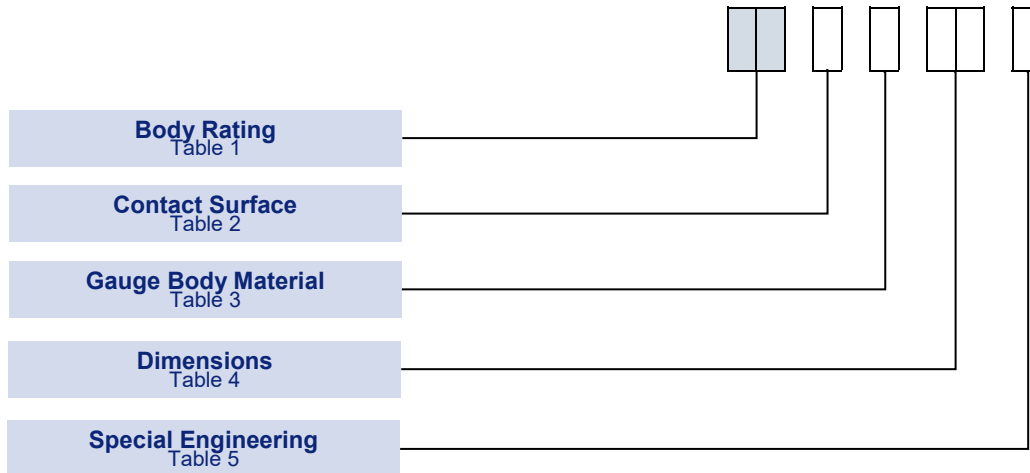 Body Rating
Table 1
Contact Surface
Table 2
Gauge Body Material
Table 3
Dimensions
Table 4
Special Engineering
Table 5